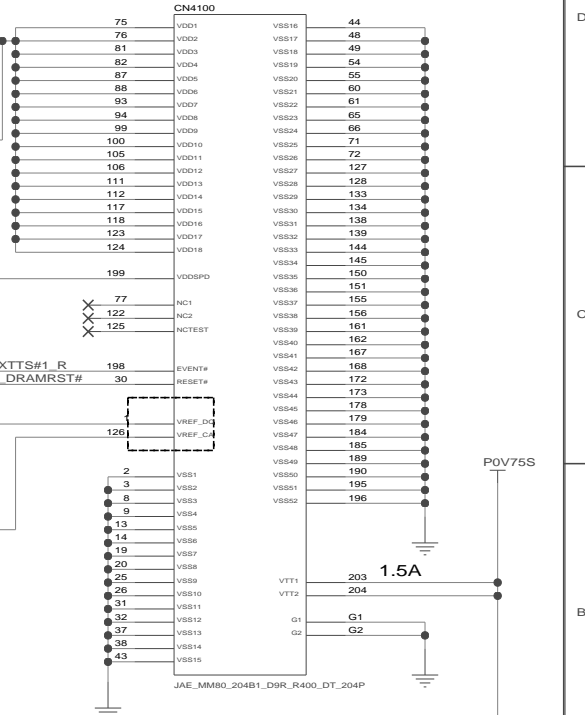 CN4100
75 VDD1 VSS16 44
76 VDD2 VSS17 48
81 VDD3 VSS18 49
82 VDD4 VSS19 54
87 VDD5 VSS20 55
88 VDD6 VSS21 60
93 VDD7 VSS22 61
94 VDD8 VSS23 65
99 VDD9 VSS24 66
100 VDD10 VSS25 71
105 VDD11 VSS26 72
106 VDD12 VSS27 127
111 VDD13 VSS28 128
112 VDD14 VSS29 133
117 VDD15 VSS30 134
118 VDD16 VSS31 138
123 VDD17 VSS32 139
124 VDD18 VSS33 144
VSS34 145
199 VDDSPD VSS35 150
VSS36 151
77 NC1 VSS37 155
122 NC2 VSS38 156
125 NCTEST VSS39 161
VSS40 162
VSS41 167
XTTS#1_R 198 EVENT# VSS42 168
_DRAMRST# 30 RESET# VSS43 172
VSS44 173
VSS45 178
VREF_DQ VSS46 179
126 VREF_CA VSS47 184
VSS48 185
VSS49 189
P0V75S
2 VSS1 VSS50 190
3 VSS2 VSS51 195
8 VSS3 VSS52 196
9 VSS4
13 VSS5
14 VSS6
19 VSS7
20 VSS8
25 VSS9 VTT1 203 1.5A
26 VSS10 VTT2 204
31 VSS11
32 VSS12 G1 G1
37 VSS13 G2 G2
38 VSS14
43 VSS15
JAE_MM80_204B1_D9R_R400_DT_204P
D
C
B